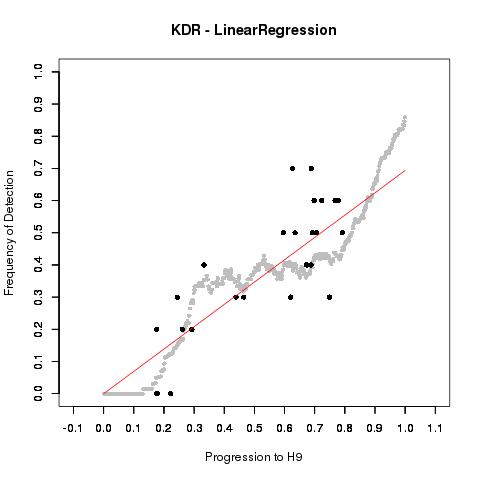 KDR - LinearRegression
Frequency of Detection
1.0
0.9
0.8
0.7
0.6
0.5
0.4
0.3
0.2
0.1
0.0
-0.1 0.0 0.1 0.2 0.3 0.4 0.5 0.6 0.7 0.8 0.9 1.0 1.1
Progression to H9